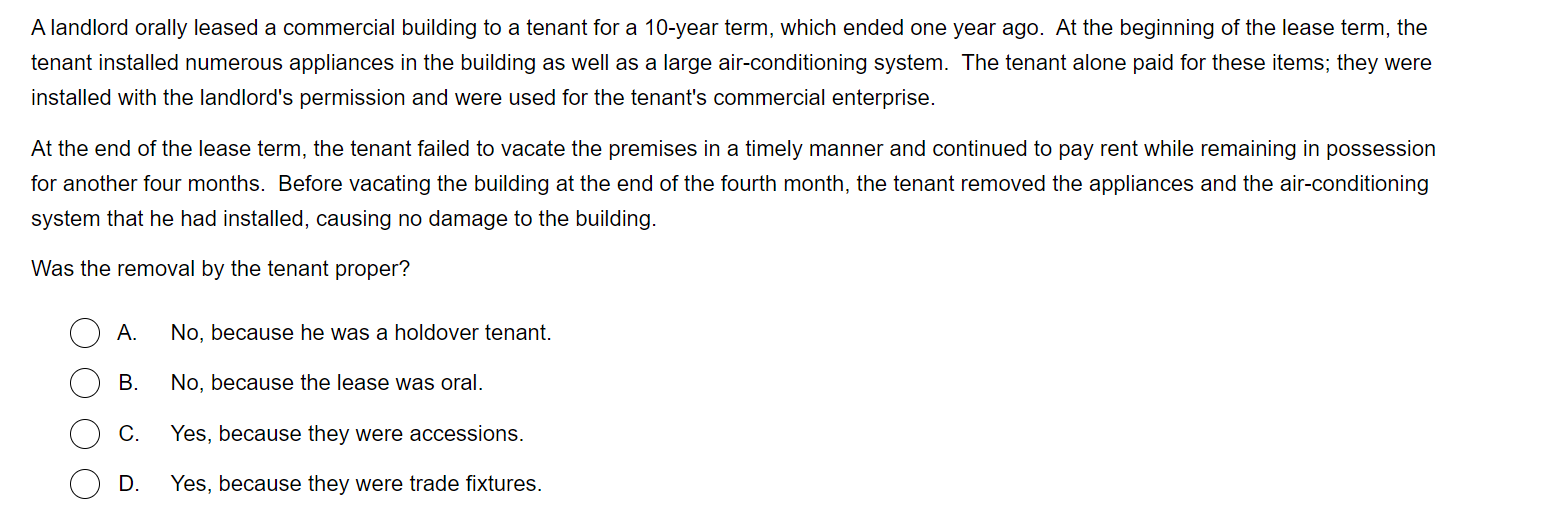 A landlord orally leased a commercial building to a tenant for a 10-year term, which ended one year ago.  At the beginning of the lease term, the
tenant installed numerous appliances in the building as well as a large air-conditioning system.  The tenant alone paid for these items; they were
installed with the landlord's permission and were used for the tenant's commercial enterprise.
At the end of the lease term, the tenant failed to vacate the premises in a timely manner and continued to pay rent while remaining in possession
for another four months.  Before vacating the building at the end of the fourth month, the tenant removed the appliances and the air-conditioning
system that he had installed, causing no damage to the building.
Was the removal by the tenant proper?
A. No, because he was a holdover tenant.
B. No, because the lease was oral.
C. Yes, because they were accessions.
D. Yes, because they were trade fixtures.